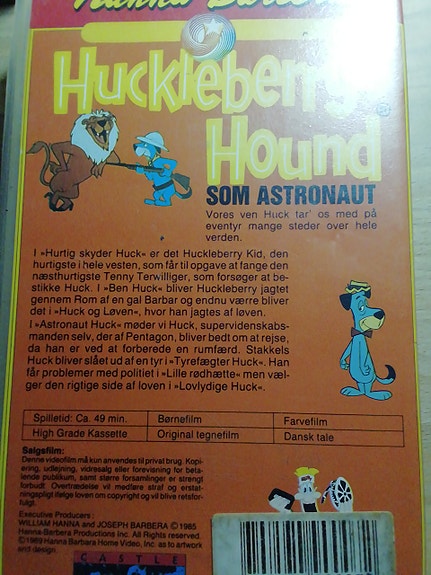 Hanna Barbera
Huckleberry
Hound
SOM ASTRONAUT
Vores ven Huck tar' os med på
eventyr mange steder over hele
verden.
I »Hurtig skyder Huck« er det Huckleberry Kid, den
hurtigste i hele vesten, som får til opgave at fange den
næsthurtigste Tenny Terwilliger, som forsøger at be-
stikke Huck. I »Ben Huck« bliver Huckleberry jagtet
gennem Rom af en gal Barbar og endnu værre bliver
det i »Huck og Løven«, hvor han jagtes af løven.
I »Astronaut Huck« møder vi Huck, supervidenskabs-
manden selv, der af Pentagon, bliver bedt om at rejse,
da han er ved at forberede en rumfærd. Stakkels
Huck bliver slået ud af en tyr i »Tyrefægter Huck«. Han
får problemer med politiet i »Lille rødhætte« men væl-
ger den rigtige side af loven i »Lovlydige Huck«.
Spilletid: Ca. 49 min. Børnefilm Farvefilm
High Grade Kassette Original tegnefilm Dansk tale
Salgsfilm:
Denne videofilm må kun anvendes til privat brug. Kopi-
ering, udlejning, videresalg eller forevisning for beta-
lende publikum, samt større forsamlinger er strengt
forbudt. Overtrædelse vil medføre straf og erstat-
ningspligt ifølge loven om copyright og vil blive retsfor-
fulgt.
Executive Producers:
WILLIAM HANNA and JOSEPH BARBERA © 1985
Hanna-Barbera Productions Inc. All Rights reserved.
©1989 Hanna Barbera Home Video, Inc. as to artwork
and design.
CASTLE